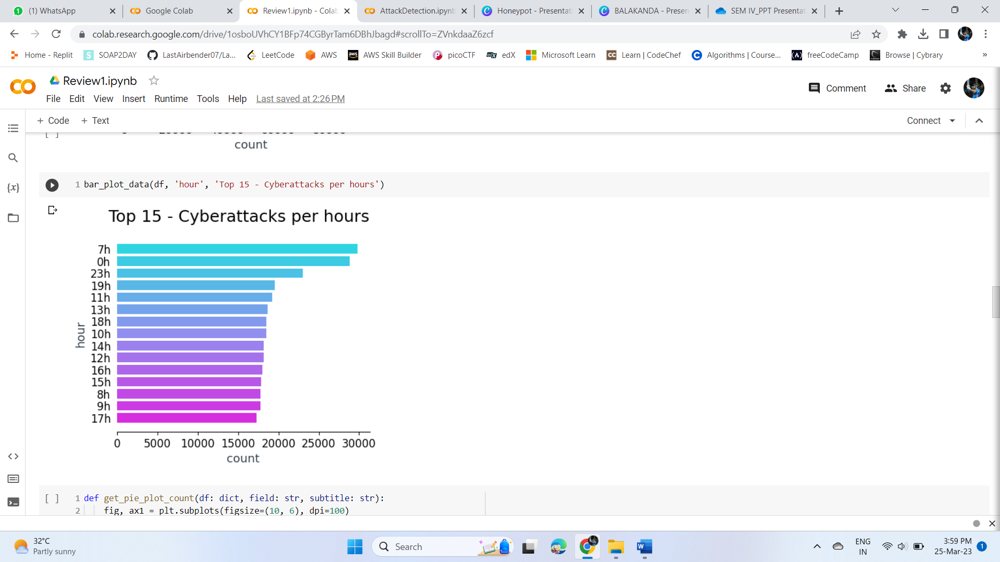 (1) WhatsApp
Google Colab
Review1.ipynb - Colab
AttackDetection.ipynb
Honeypot - Presentati
BALAKANDA - Presen
SEM IV_PPT Presentat
colab.research.google.com/drive/1osboUVhCY1BFp74CGByrTam6DBhJbagd#scrollTo=ZVnkdaaZ6zcf
Home - Replit
SOAP2DAY
LastAirbender07/La...
LeetCode
AWS
AWS Skill Builder
picoCTF
edX
Microsoft Learn
Learn | CodeChef
Algorithms | Course...
freeCodeCamp
Browse | Cybrary
»
Review1.ipynb
Comment
Share
File Edit View Insert Runtime Tools Help Last saved at 2:26 PM
+ Code + Text
Connect
[ ]
count
1 bar_plot_data(df, 'hour', 'Top 15 - Cyberattacks per hours')
{x}
Top 15 - Cyberattacks per hours
7h
0h
23h
19h
11h
13h
18h
10h
14h
12h
16h
15h
8h
9h
17h
hour
0 5000 10000 15000 20000 25000 30000
count
[ ] 1 def get_pie_plot_count(df: dict, field: str, subtitle: str):
2 fig, ax1 = plt.subplots(figsize=(10, 6), dpi=100)
32°C
Partly sunny
Search
ENG
IN
3:59 PM
25-Mar-23
1